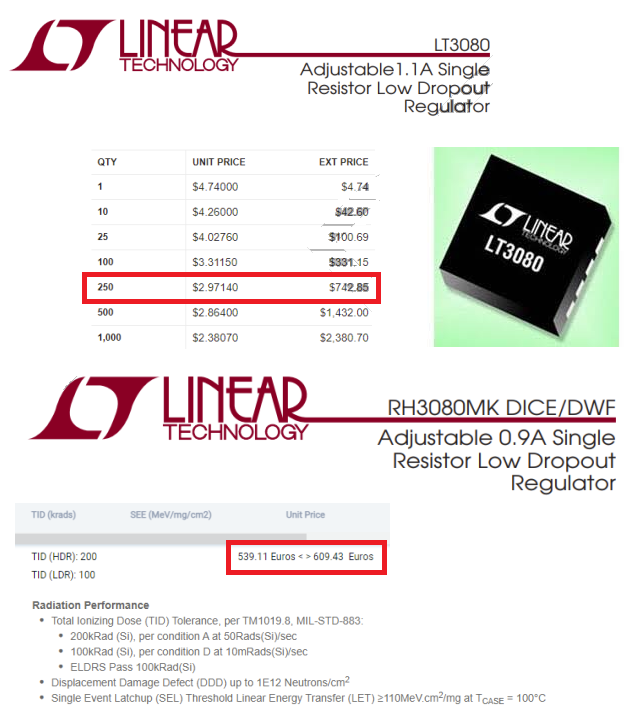 LINEAR
TECHNOLOGY
LT3080
Adjustable1.1A Single
Resistor Low Dropout
Regulator
QTY UNIT PRICE EXT PRICE
1 $4.74000 $4.74
10 $4.26000 $42.60
25 $4.02760 $100.69
100 $3.31150 $331.15
250 $2.97140 $742.85
500 $2.86400 $1,432.00
1,000 $2.38070 $2,380.70
LINEAR
TECHNOLOGY
LT3080
LINEAR
TECHNOLOGY
RH3080MK DICE/DWF
Adjustable 0.9A Single
Resistor Low Dropout
Regulator
TID (krads) SEE (MeV/mg/cm2) Unit Price
TID (HDR): 200 539.11 Euros < > 609.43 Euros
TID (LDR): 100
Radiation Performance
• Total Ionizing Dose (TID) Tolerance, per TM1019.8, MIL-STD-883:
• 200kRad (Si), per condition A at 50Rads(Si)/sec
• 100kRad (Si), per condition D at 10mRads(Si)/sec
• ELDRS Pass 100kRad(Si)
• Displacement Damage Defect (DDD) up to 1E12 Neutrons/cm²
• Single Event Latchup (SEL) Threshold Linear Energy Transfer (LET) ≥110MeV.cm²/mg at TCASE = 100°C